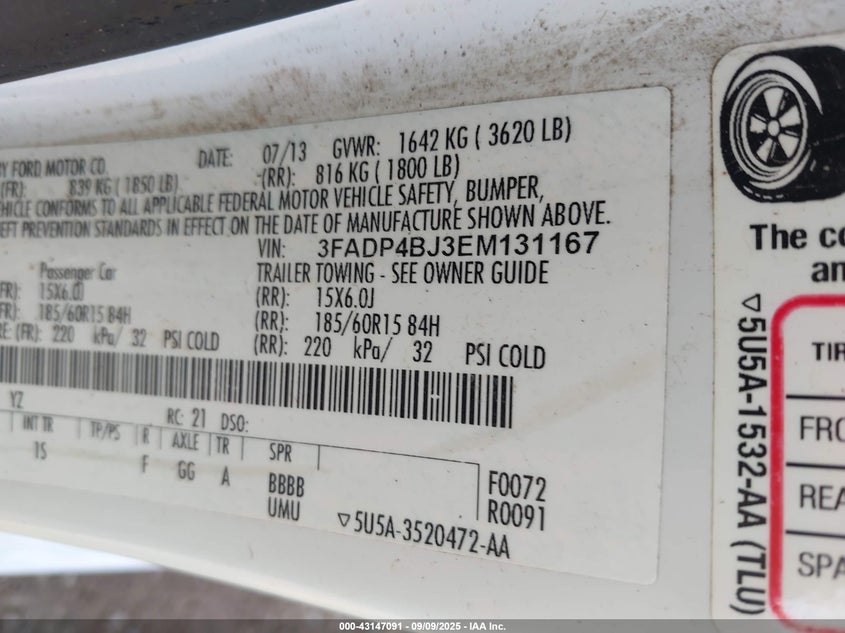 Y FORD MOTOR CO.
DATE: 07/13 GVWR: 1642 KG ( 3620 LB)
(FR): 839 KG ( 1850 LB) (RR): 816 KG ( 1800 LB)
HICLE CONFORMS TO ALL APPLICABLE FEDERAL MOTOR VEHICLE SAFETY, BUMPER,
EFT PREVENTION STANDARDS IN EFFECT ON THE DATE OF MANUFACTURE SHOWN ABOVE.
VIN: 3FADP4BJ3EM131167
Passenger Car TRAILER TOWING - SEE OWNER GUIDE
FR): 15X6.0J (RR): 15X6.0J
FR): 185/60R15 84H (RR): 185/60R15 84H
RE: (FR): 220 kPa/ 32 PSI COLD (RR): 220 kPa/ 32 PSI COLD
YZ RC: 21 DSO:
INT TR TP/PS R AXLE TR SPR
15 F GG A BBBB F0072
UMU R0091
▽5U5A-3520472-AA
The co
an
▽5U5A-1532-AA (TLU)
TIR
FRO
REA
SPA
000-43147091 - 09/09/2025 - IAA Inc.